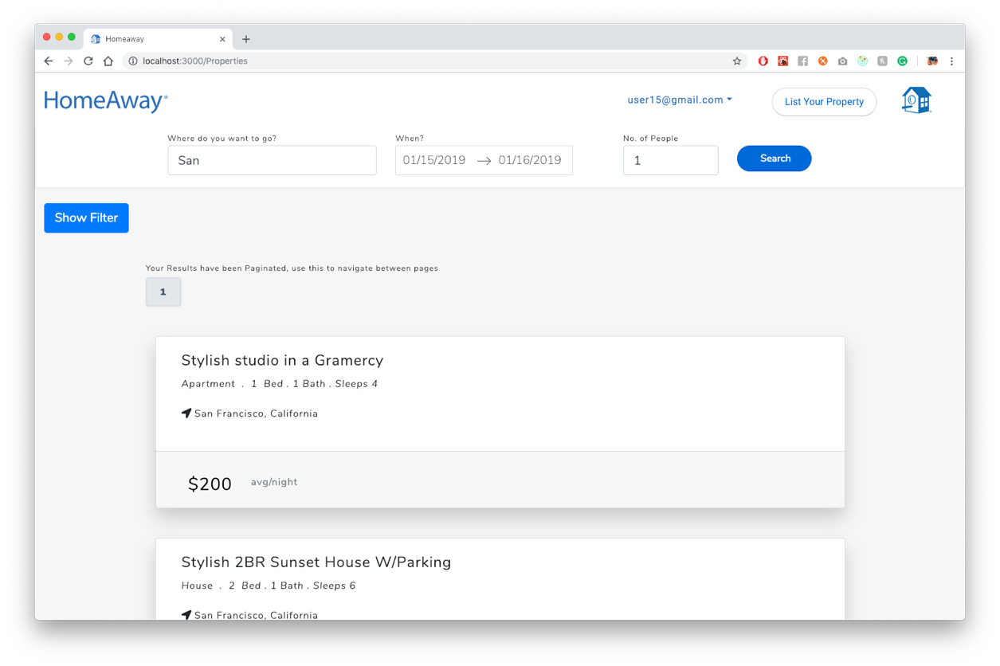 Homeaway
localhost:3000/Properties
HomeAway®
user15@gmail.com
List Your Property
Where do you want to go?
When?
No. of People
San
01/15/2019 → 01/16/2019
1
Search
Show Filter
Your Results have been Paginated, use this to navigate between pages
1
Stylish studio in a Gramercy
Apartment . 1 Bed . 1 Bath . Sleeps 4
San Francisco, California
$200 avg/night
Stylish 2BR Sunset House W/Parking
House . 2 Bed . 1 Bath . Sleeps 6
San Francisco, California